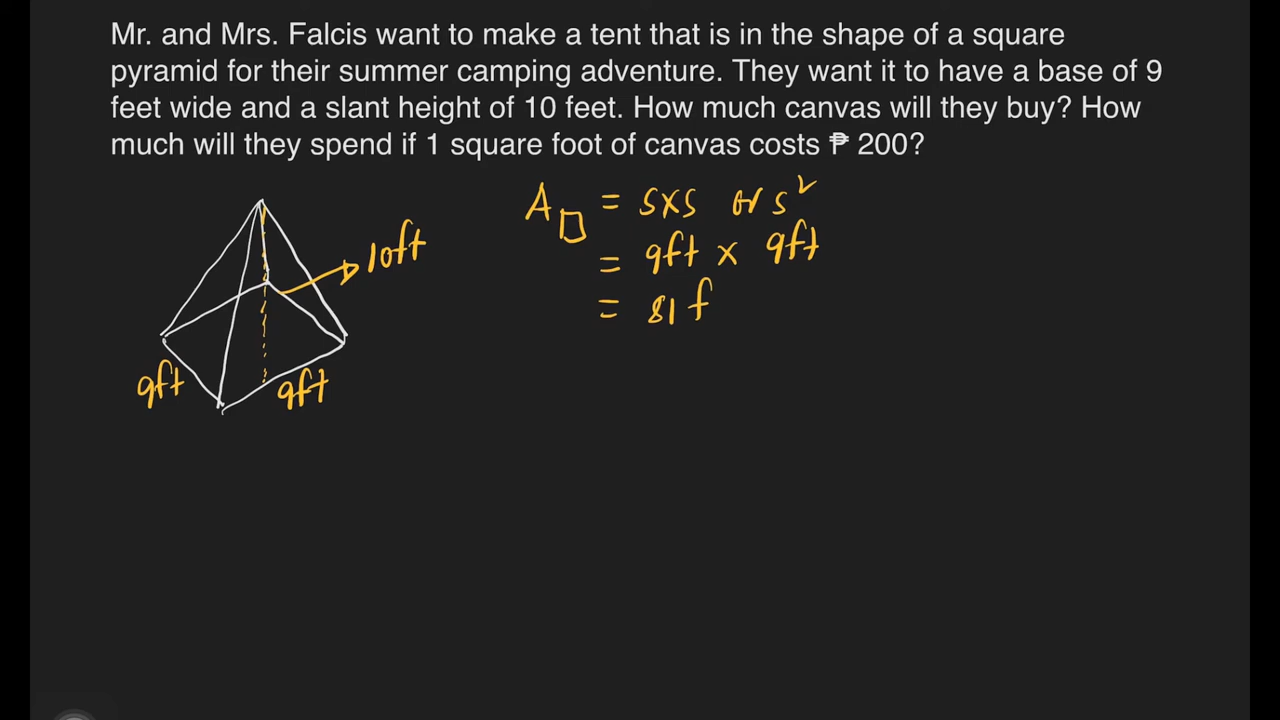 Mr. and Mrs. Falcis want to make a tent that is in the shape of a square
pyramid for their summer camping adventure. They want it to have a base of 9
feet wide and a slant height of 10 feet. How much canvas will they buy? How
much will they spend if 1 square foot of canvas costs ₱ 200?
A□ = s×s or s²
= 9ft × 9ft
= 81 f
10ft
9ft
9ft